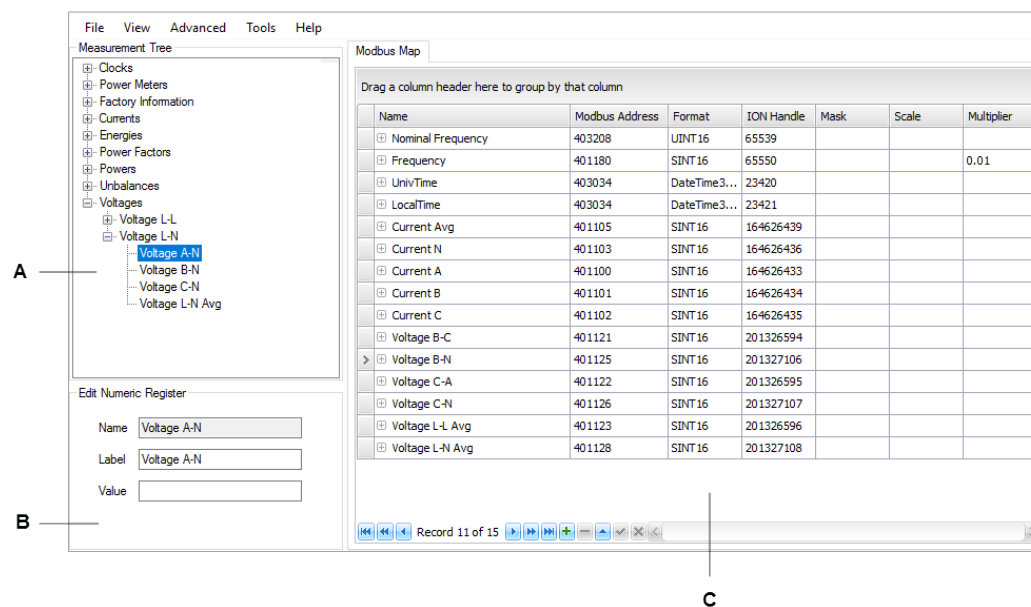 File View Advanced Tools Help
Measurement Tree
Clocks
Power Meters
Factory Information
Currents
Energies
Power Factors
Powers
Unbalances
Voltages
Voltage L-L
Voltage L-N
Voltage A-N
Voltage B-N
Voltage C-N
Voltage L-N Avg
A
Edit Numeric Register
Name Voltage A-N
Label Voltage A-N
Value
B
Modbus Map
Drag a column header here to group by that column
Name Modbus Address Format ION Handle Mask Scale Multiplier
Nominal Frequency 403208 UINT16 65539
Frequency 401180 SINT16 65550 0.01
UnivTime 403034 DateTime3... 23420
LocalTime 403034 DateTime3... 23421
Current Avg 401105 SINT16 164626439
Current N 401103 SINT16 164626436
Current A 401100 SINT16 164626433
Current B 401101 SINT16 164626434
Current C 401102 SINT16 164626435
Voltage B-C 401121 SINT16 201326594
Voltage B-N 401125 SINT16 201327106
Voltage C-A 401122 SINT16 201326595
Voltage C-N 401126 SINT16 201327107
Voltage L-L Avg 401123 SINT16 201326596
Voltage L-N Avg 401128 SINT16 201327108
Record 11 of 15
C